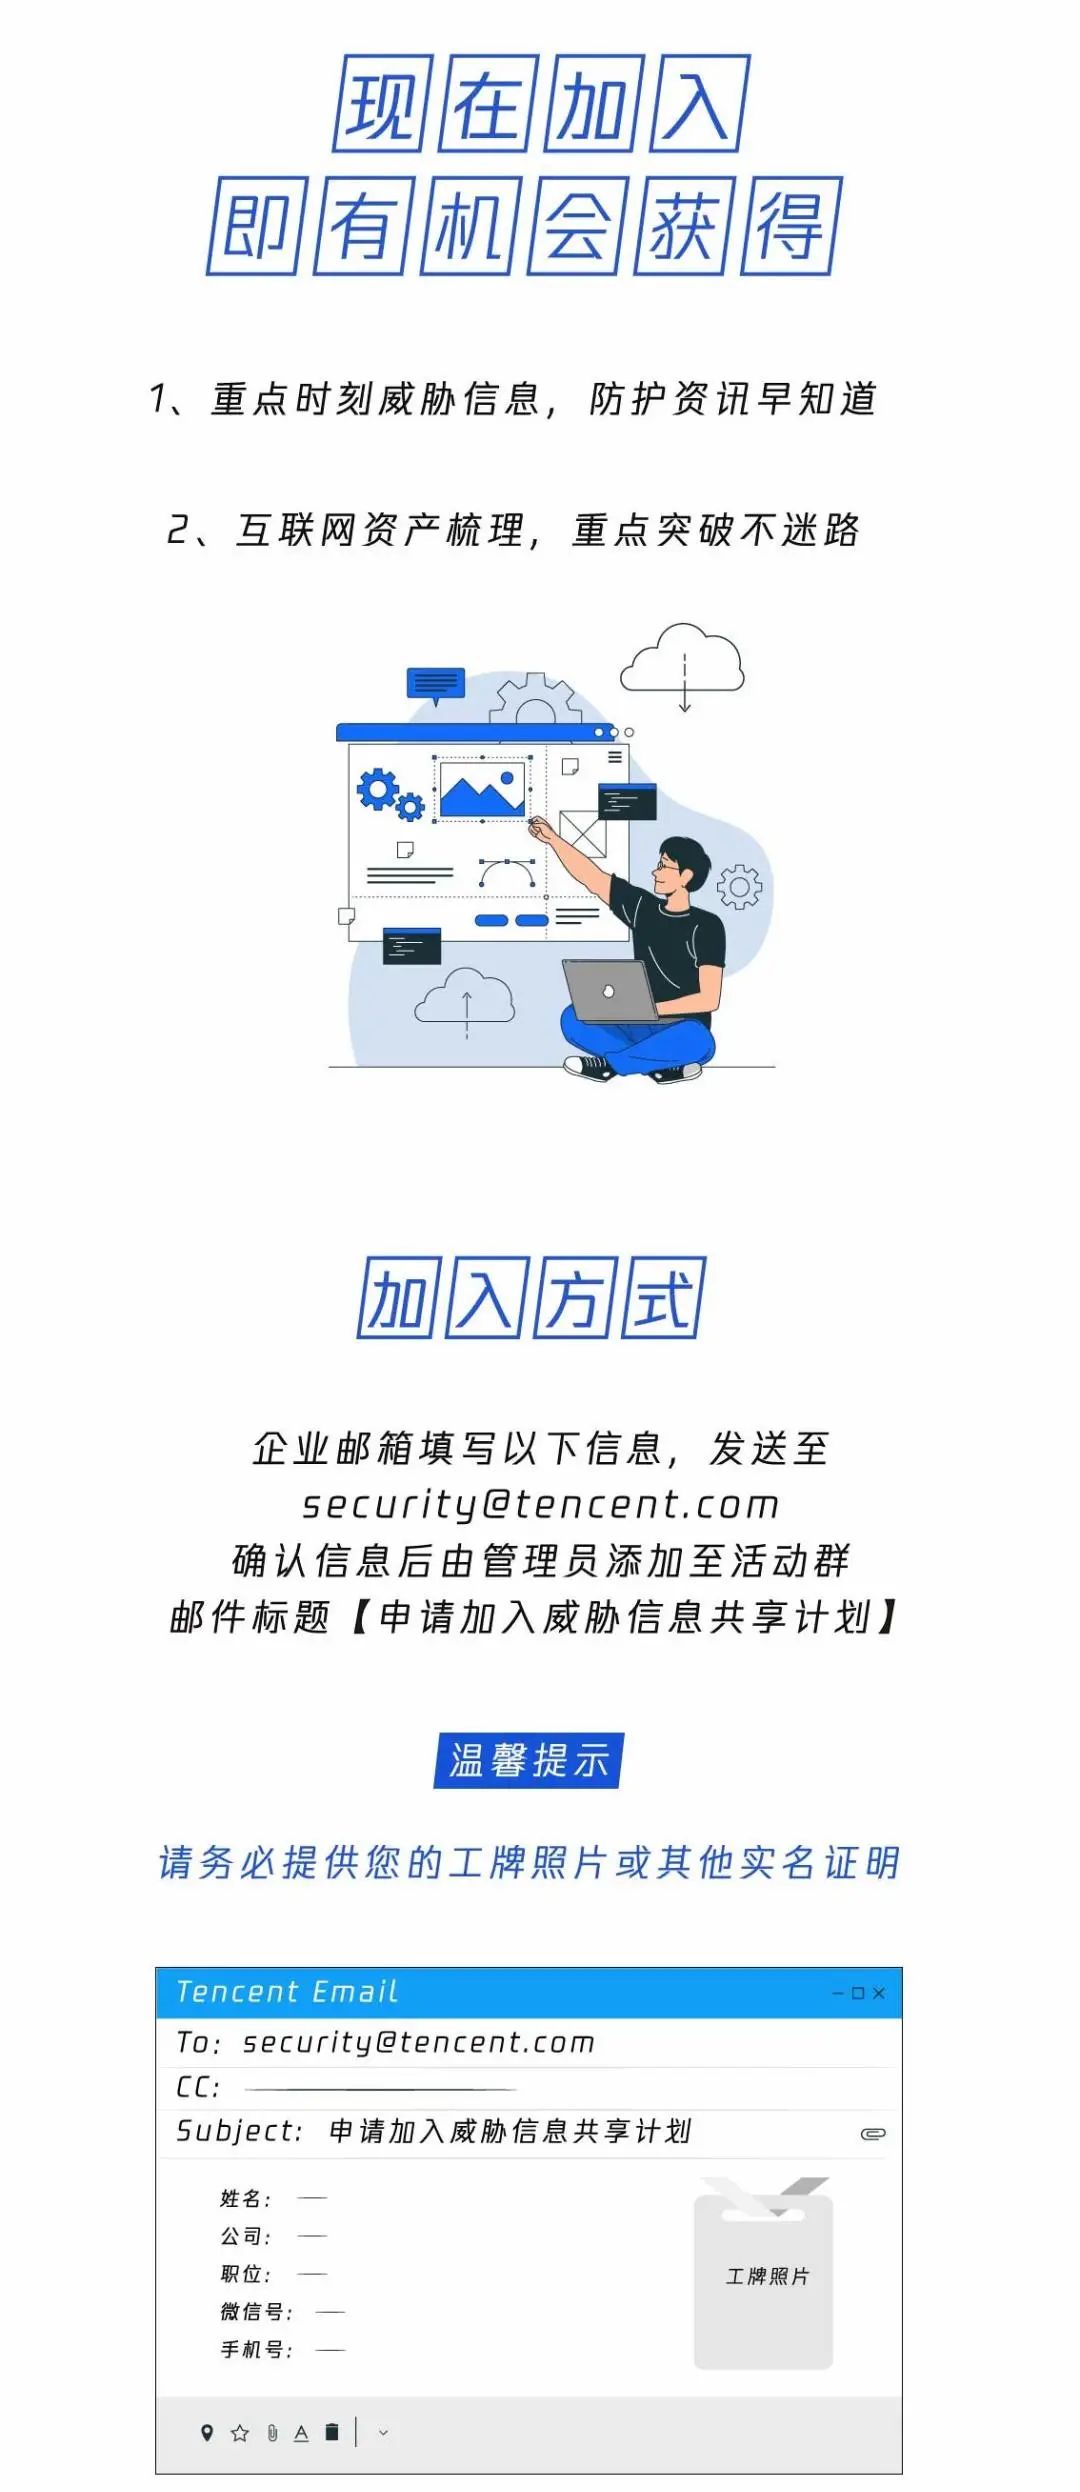 现在加入
即有机会获得
1、重点时刻威胁信息，防护资讯早知道
2、互联网资产梳理，重点突破不迷路
加入方式
企业邮箱填写以下信息，发送至
security@tencent.com
确认信息后由管理员添加至活动群
邮件标题【申请加入威胁信息共享计划】
温馨提示
请务必提供您的工牌照片或其他实名证明
Tencent Email
To: security@tencent.com
CC:
Subject: 申请加入威胁信息共享计划
姓名：
公司：
职位：
微信号：
手机号：
工牌照片